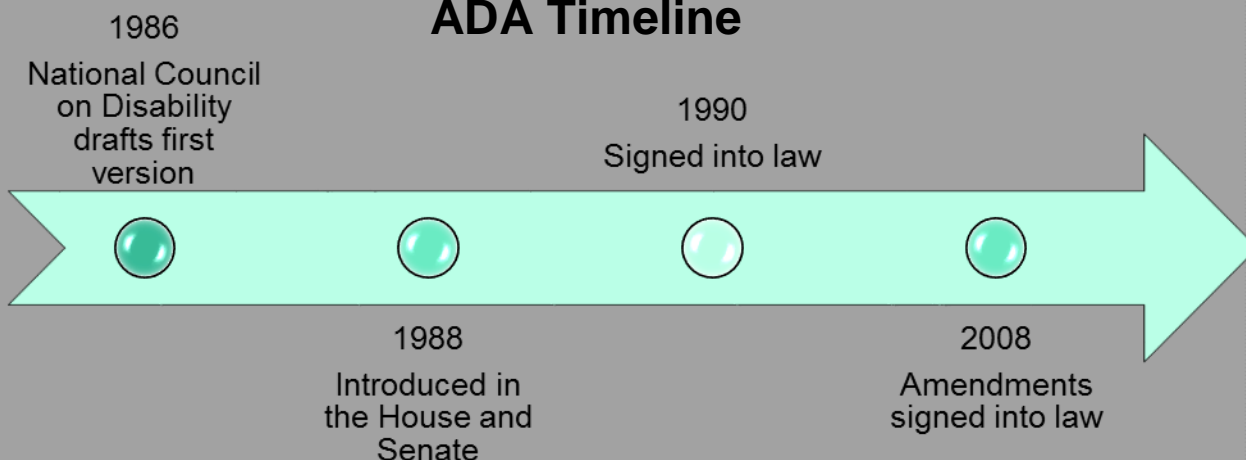 ADA Timeline
1986
National Council
on Disability
drafts first
version
1988
Introduced in
the House and
Senate
1990
Signed into law
2008
Amendments
signed into law